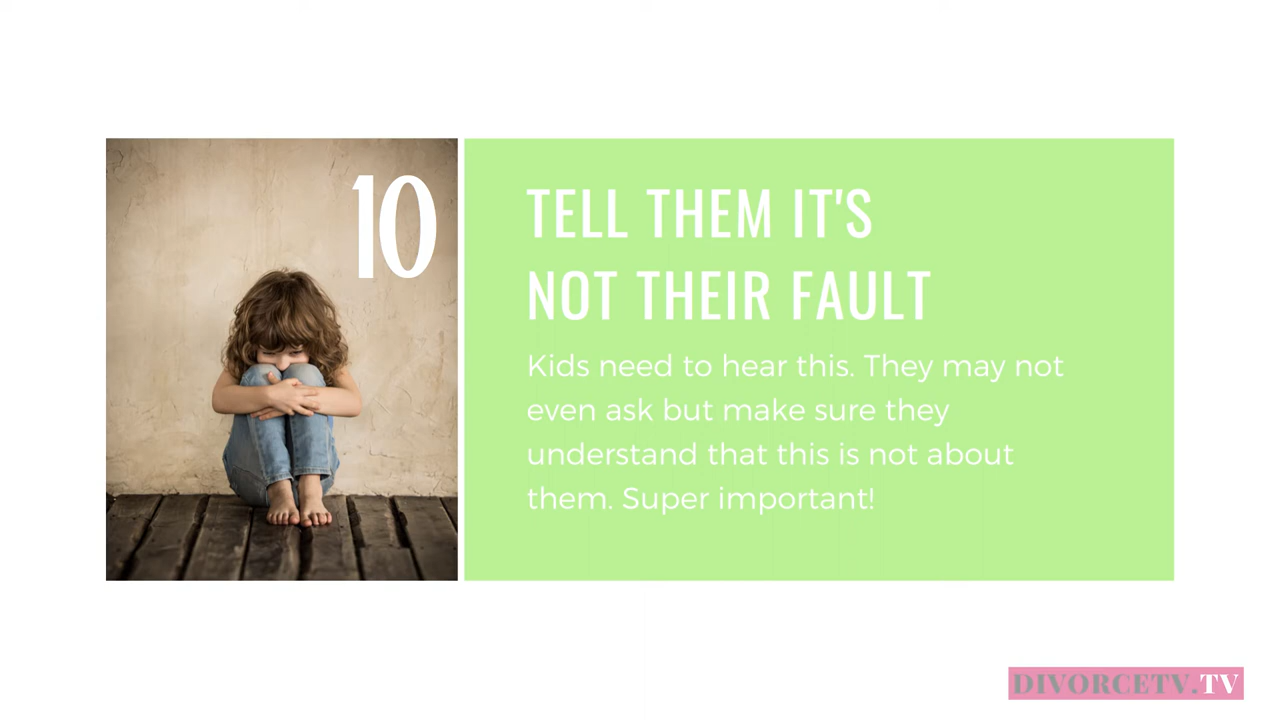 10
TELL THEM IT'S
NOT THEIR FAULT
Kids need to hear this. They may not
even ask but make sure they
understand that this is not about
them. Super important!
DIVORCETV.TV